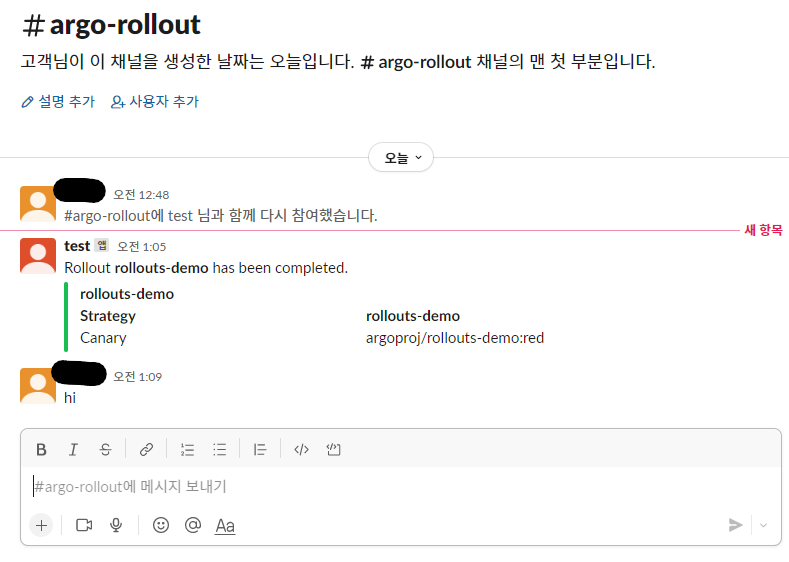 #argo-rollout
고객님이 이 채널을 생성한 날짜는 오늘입니다. # argo-rollout 채널의 맨 첫 부분입니다.
설명 추가 사용자 추가
오늘
오전 12:48
#argo-rollout에 test 님과 함께 다시 참여했습니다.
새 항목
test 앱 오전 1:05
Rollout rollouts-demo has been completed.
rollouts-demo
Strategy rollouts-demo
Canary argoproj/rollouts-demo:red
오전 1:09
hi
B I S
#argo-rollout에 메시지 보내기
Aa